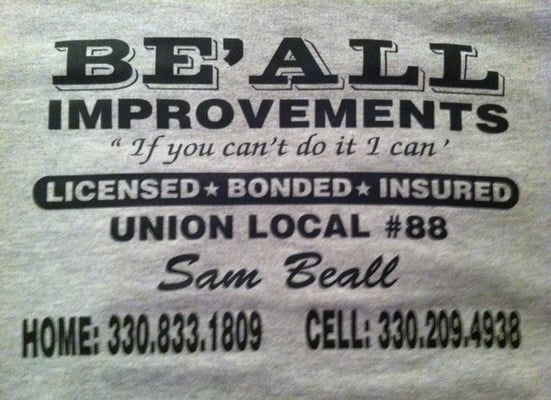 BE'ALL
IMPROVEMENTS
“ If you can't do it I can ’
LICENSED ★ BONDED ★ INSURED
UNION LOCAL #88
Sam Beall
HOME: 330.833.1809 CELL: 330.209.4938